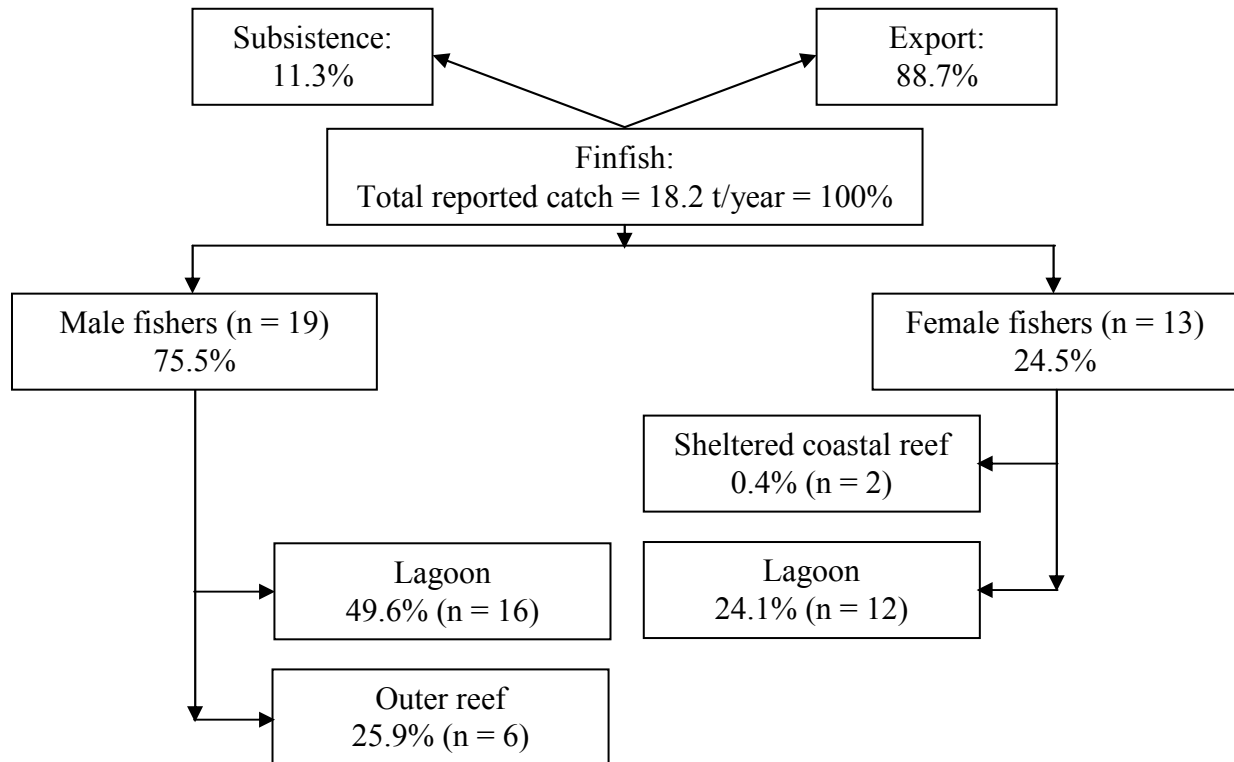 Subsistence:
11.3%
Export:
88.7%
Finfish:
Total reported catch = 18.2 t/year = 100%
Male fishers (n = 19)
75.5%
Female fishers (n = 13)
24.5%
Sheltered coastal reef
0.4% (n = 2)
Lagoon
49.6% (n = 16)
Lagoon
24.1% (n = 12)
Outer reef
25.9% (n = 6)